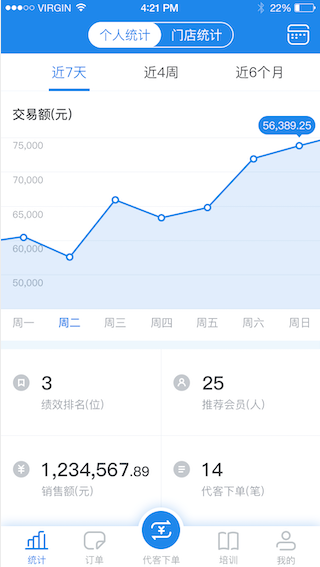 VIRGIN 4:21 PM 22%
个人统计 门店统计
近7天 近4周 近6个月
交易额(元)
56,389.25
75,000
70,000
65,000
60,000
50,000
周一 周二 周三 周四 周五 周六 周日
3
绩效排名(位)
25
推荐会员(人)
1,234,567.89
销售额(元)
14
代客下单(笔)
统计 订单 代客下单 培训 我的